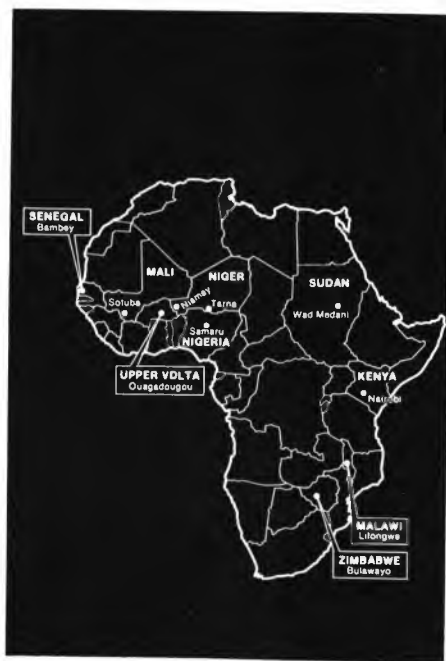 SENEGAL
Bambey
MALI
NIGER
SUDAN
Sotuba
Niamey
Tarna
Wad Medani
Samaru
NIGERIA
UPPER VOLTA
Ouagadougou
KENYA
Nairobi
MALAWI
Lilongwe
ZIMBABWE
Bulawayo